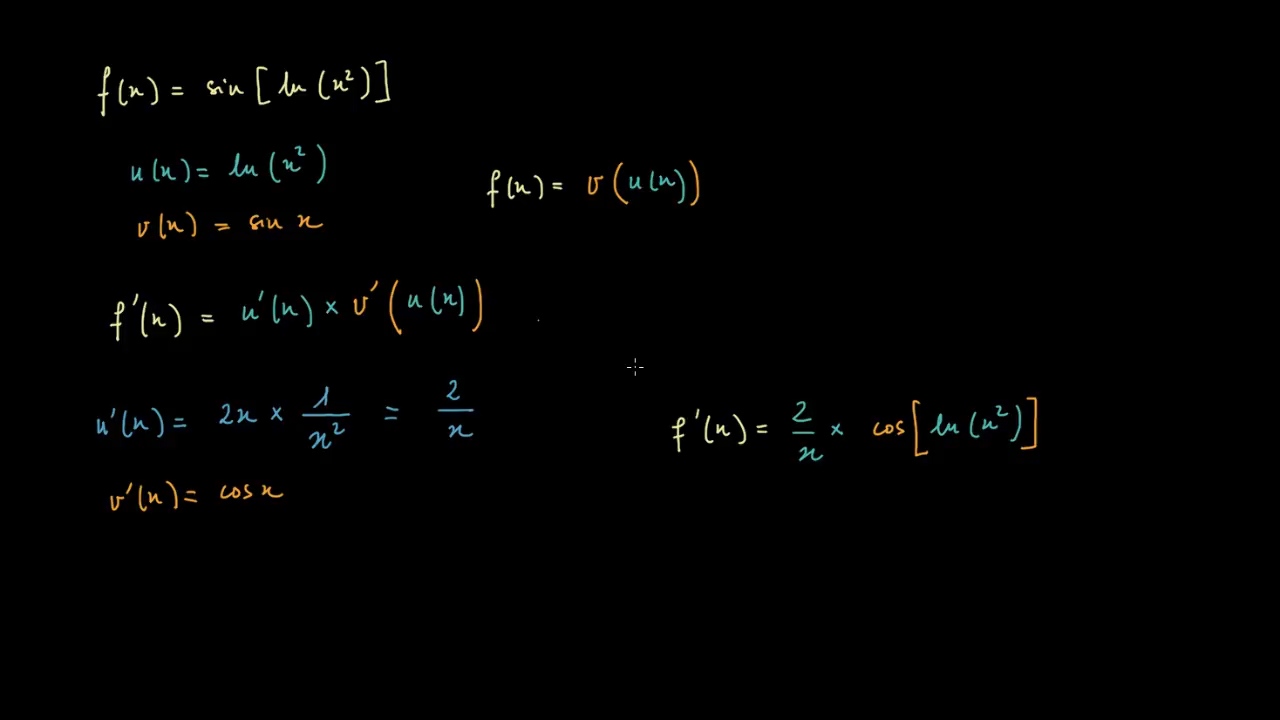 f(x) = sin [ln (x²)]
u(x) = ln (x²)
f(x) = v(u(x))
v(x) = sin x
f'(x) = u'(x) × v'(u(x))
u'(x) = 2x × 1/x² = 2/x
f'(x) = 2/x × cos[ln(x²)]
v'(x) = cos x